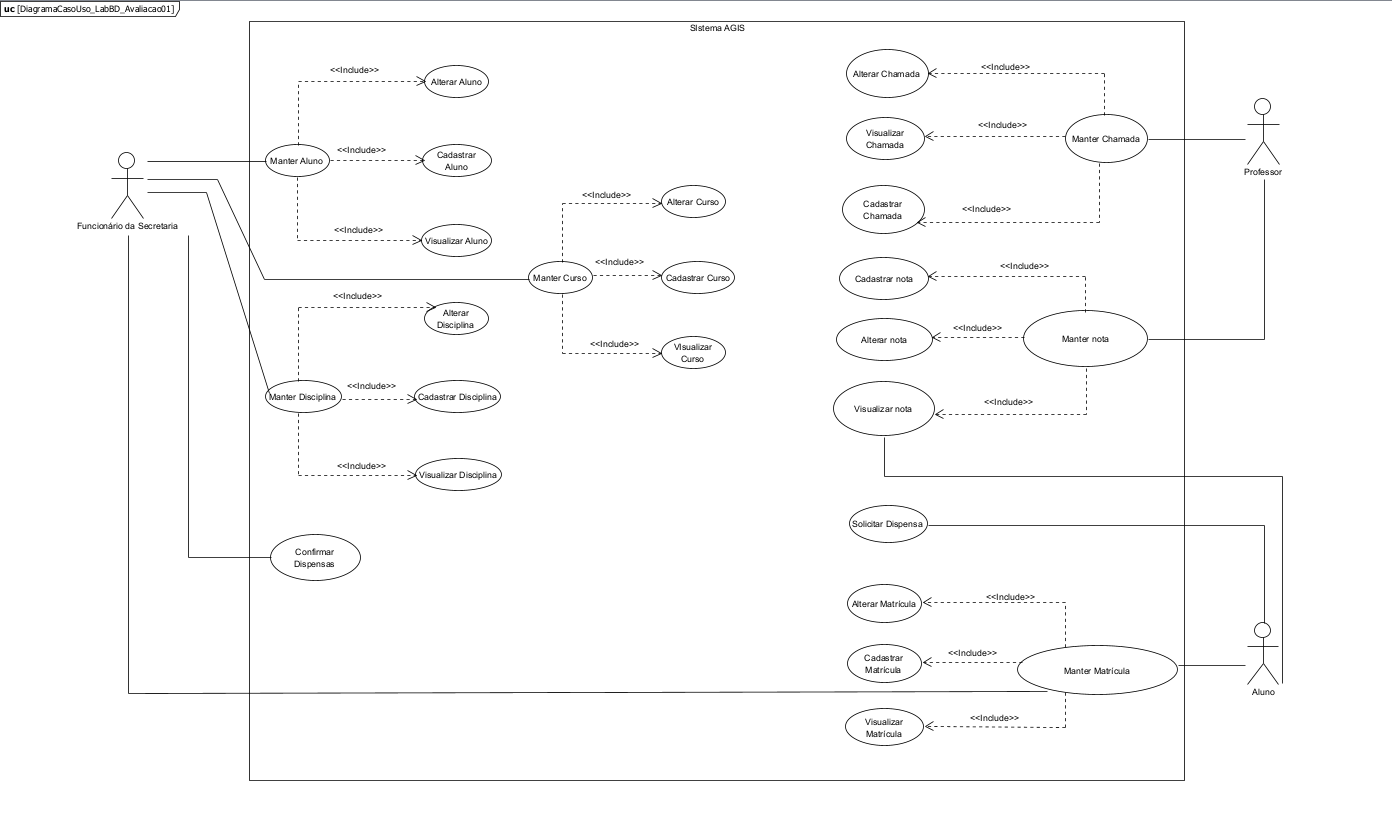 uc [DiagramaCasoUso_LabBD_Avaliacao01]
SIstema AGIS
<<Include>>
Alterar Aluno
Manter Aluno
<<Include>>
Cadastrar
Aluno
<<Include>>
Visualizar Aluno
Funcionário da Secretaria
<<Include>>
Alterar Curso
Manter Curso
<<Include>>
Cadastrar Curso
<<Include>>
VIsualizar
Curso
<<Include>>
Alterar
Disciplina
Manter Disciplina
<<Include>>
Cadastrar Disciplina
<<Include>>
Visualizar Disciplina
Confirmar
Dispensas
Alterar Chamada
<<Include>>
Visualizar
Chamada
<<Include>>
Manter Chamada
Professor
Cadastrar
Chamada
<<Include>>
Cadastrar nota
<<Include>>
Alterar nota
<<Include>>
Manter nota
Visualizar nota
<<Include>>
Solicitar Dispensa
Alterar Matrícula
<<Include>>
Cadastrar
Matrícula
<<Include>>
Manter Matrícula
Aluno
Visualizar
Matrícula
<<Include>>